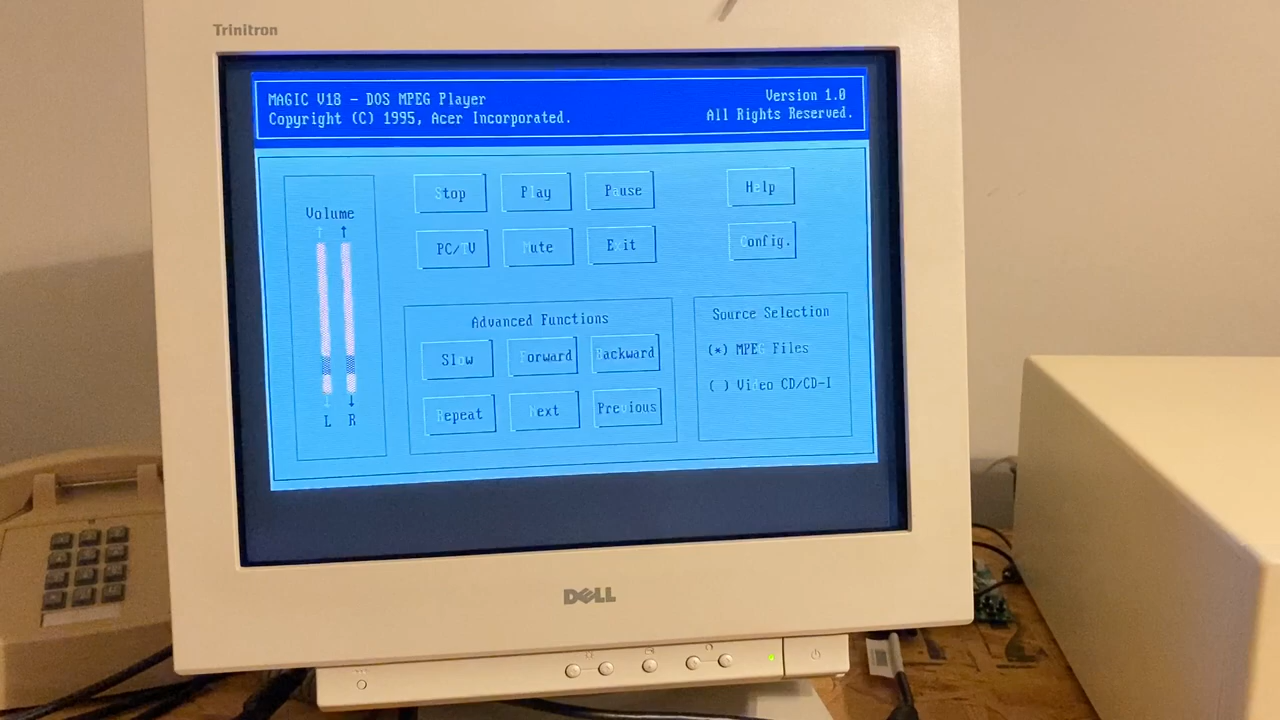 Trinitron
MAGIC V18 - DOS MPEG Player
Version 1.0
Copyright (C) 1995, Acer Incorporated.
All Rights Reserved.
Volume
Stop
Play
Pause
Help
PC/TV
Mute
Exit
Config.
Advanced Functions
Source Selection
Slow
Forward
Backward
(*) MPEG Files
Repeat
Next
Previous
( ) Video CD/CD-I
L R
DELL